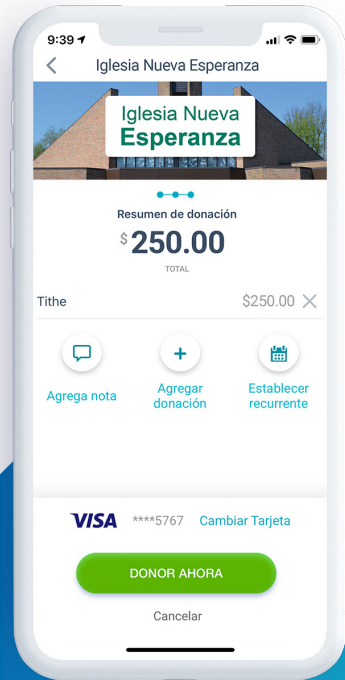 9:39
Iglesia Nueva Esperanza
Iglesia Nueva
Esperanza
Resumen de donación
$250.00
TOTAL
Tithe $250.00
Agrega nota
Agregar
donación
Establecer
recurrente
VISA ****5767 Cambiar Tarjeta
DONOR AHORA
Cancelar